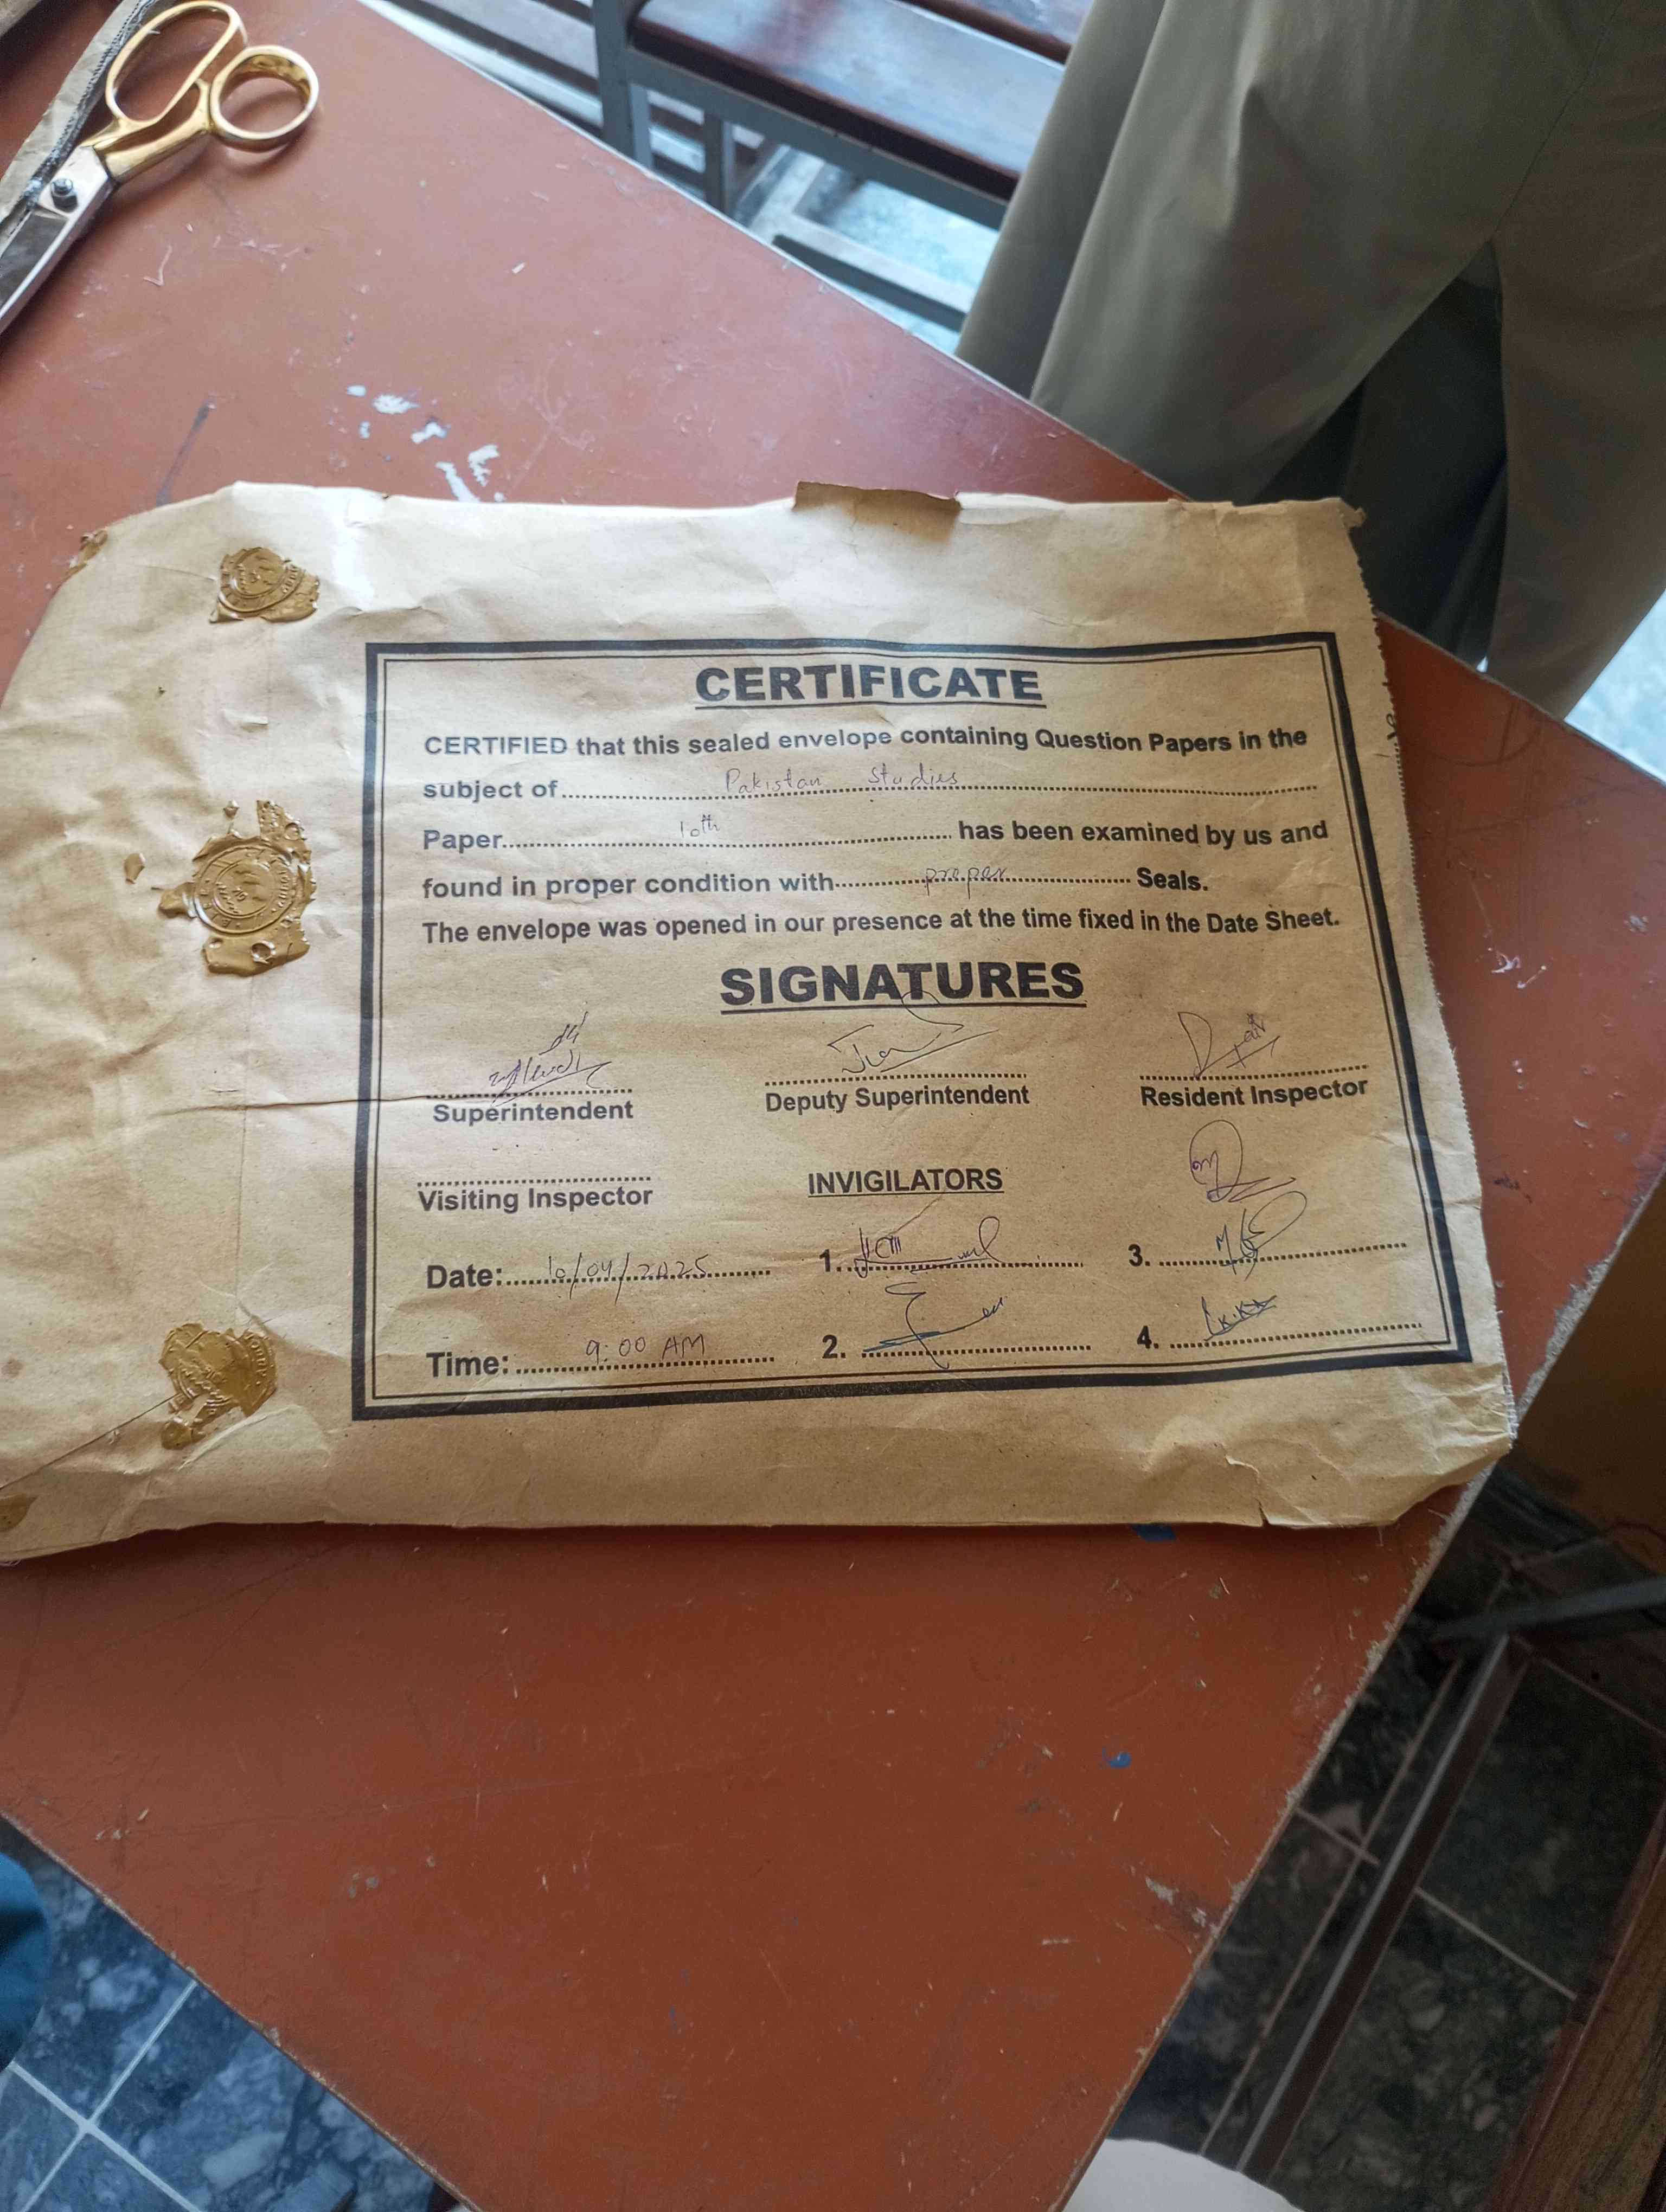 CERTIFICATE
CERTIFIED that this sealed envelope containing Question Papers in the
subject of Pakistan Studies
Paper 10th has been examined by us and
found in proper condition with proper Seals.
The envelope was opened in our presence at the time fixed in the Date Sheet.
SIGNATURES
Superintendent Deputy Superintendent Resident Inspector
Visiting Inspector INVIGILATORS
Date: 10/04/2025 1. 3.
Time: 9:00 AM 2. 4.